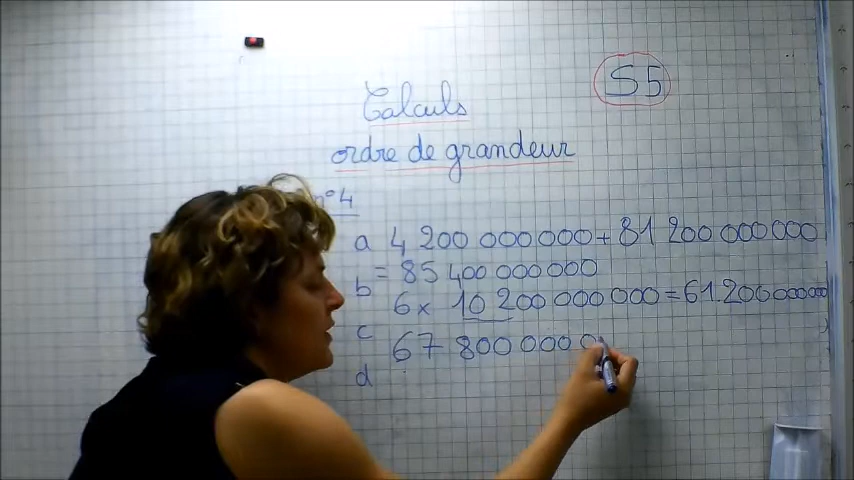 S5
Calculs
ordre de grandeur
n°4
a 4 200 000 000 + 81 200 000 000
= 85 400 000 000
b 6 x 10 200 000 000 = 61.200 000 000
c 67 800 000 0
d